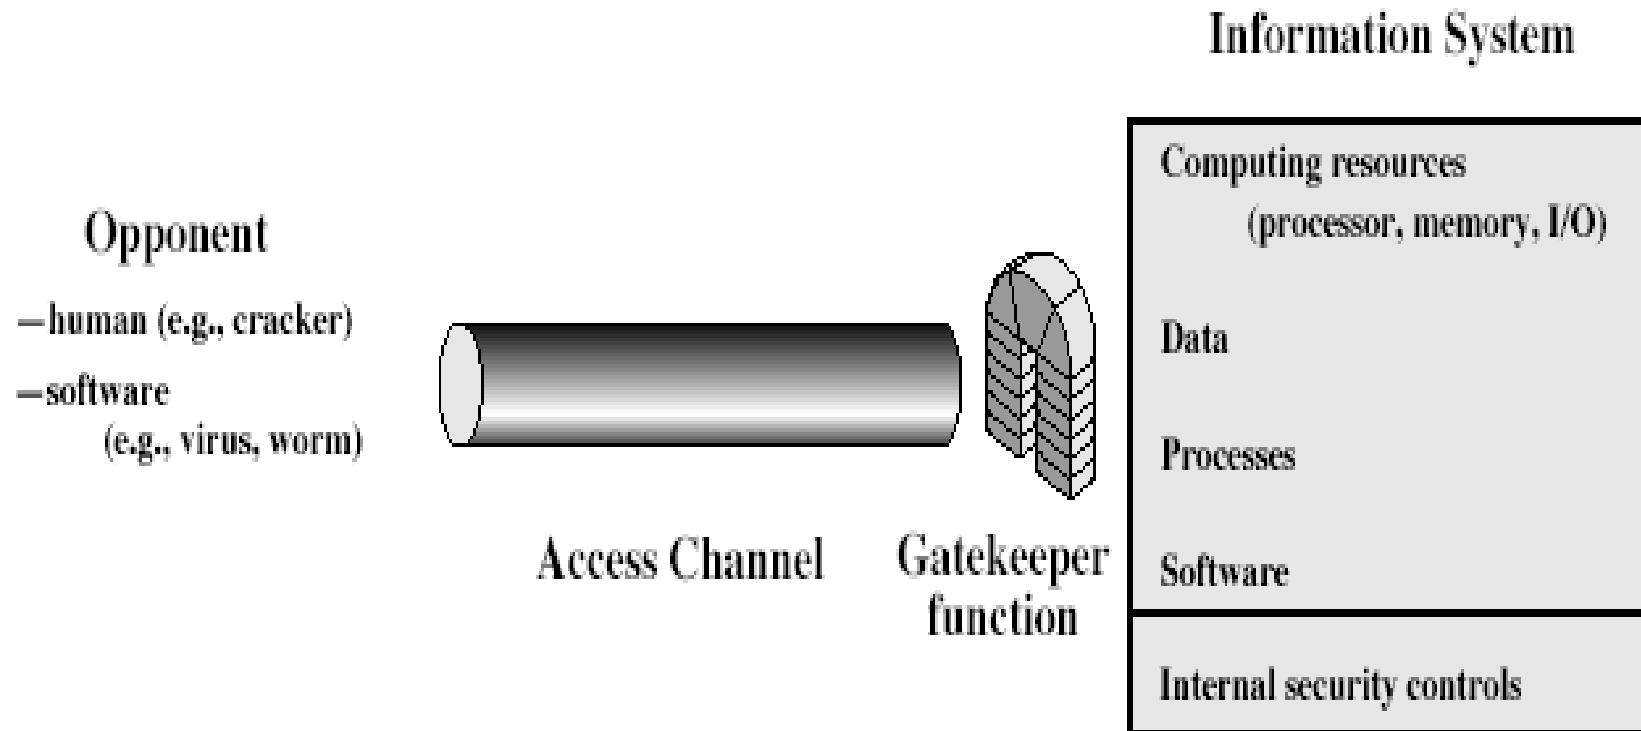 Information System
Opponent
—human (e.g., cracker)
—software
(e.g., virus, worm)
Access Channel
Gatekeeper
function
Computing resources
(processor, memory, I/O)
Data
Processes
Software
Internal security controls